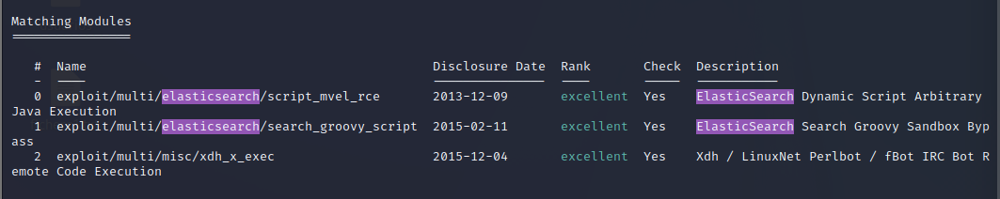 Matching Modules
================
#  Name                                              Disclosure Date  Rank       Check  Description
-  ----                                              ---------------  ----       -----  -----------
0  exploit/multi/elasticsearch/script_mvel_rce       2013-12-09       excellent  Yes    ElasticSearch Dynamic Script Arbitrary
Java Execution
1  exploit/multi/elasticsearch/search_groovy_script  2015-02-11       excellent  Yes    ElasticSearch Search Groovy Sandbox Byp
ass
2  exploit/multi/misc/xdh_x_exec                     2015-12-04       excellent  Yes    Xdh / LinuxNet Perlbot / fBot IRC Bot R
emote Code Execution